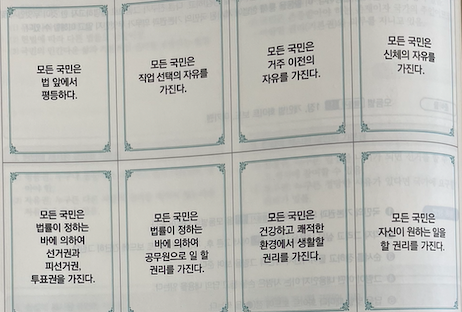 모든 국민은
법 앞에서
평등하다.
모든 국민은
직업 선택의 자유를
가진다.
모든 국민은
거주 이전의
자유를 가진다.
모든 국민은
신체의 자유를
가진다.
모든 국민은
법률이 정하는
바에 의하여
선거권과
피선거권,
투표권을 가진다.
모든 국민은
법률이 정하는
바에 의하여
공무원으로 일 할
권리를 가진다.
모든 국민은
건강하고 쾌적한
환경에서 생활할
권리를 가진다.
모든 국민은
자신이 원하는 일을
할 권리를 가진다.